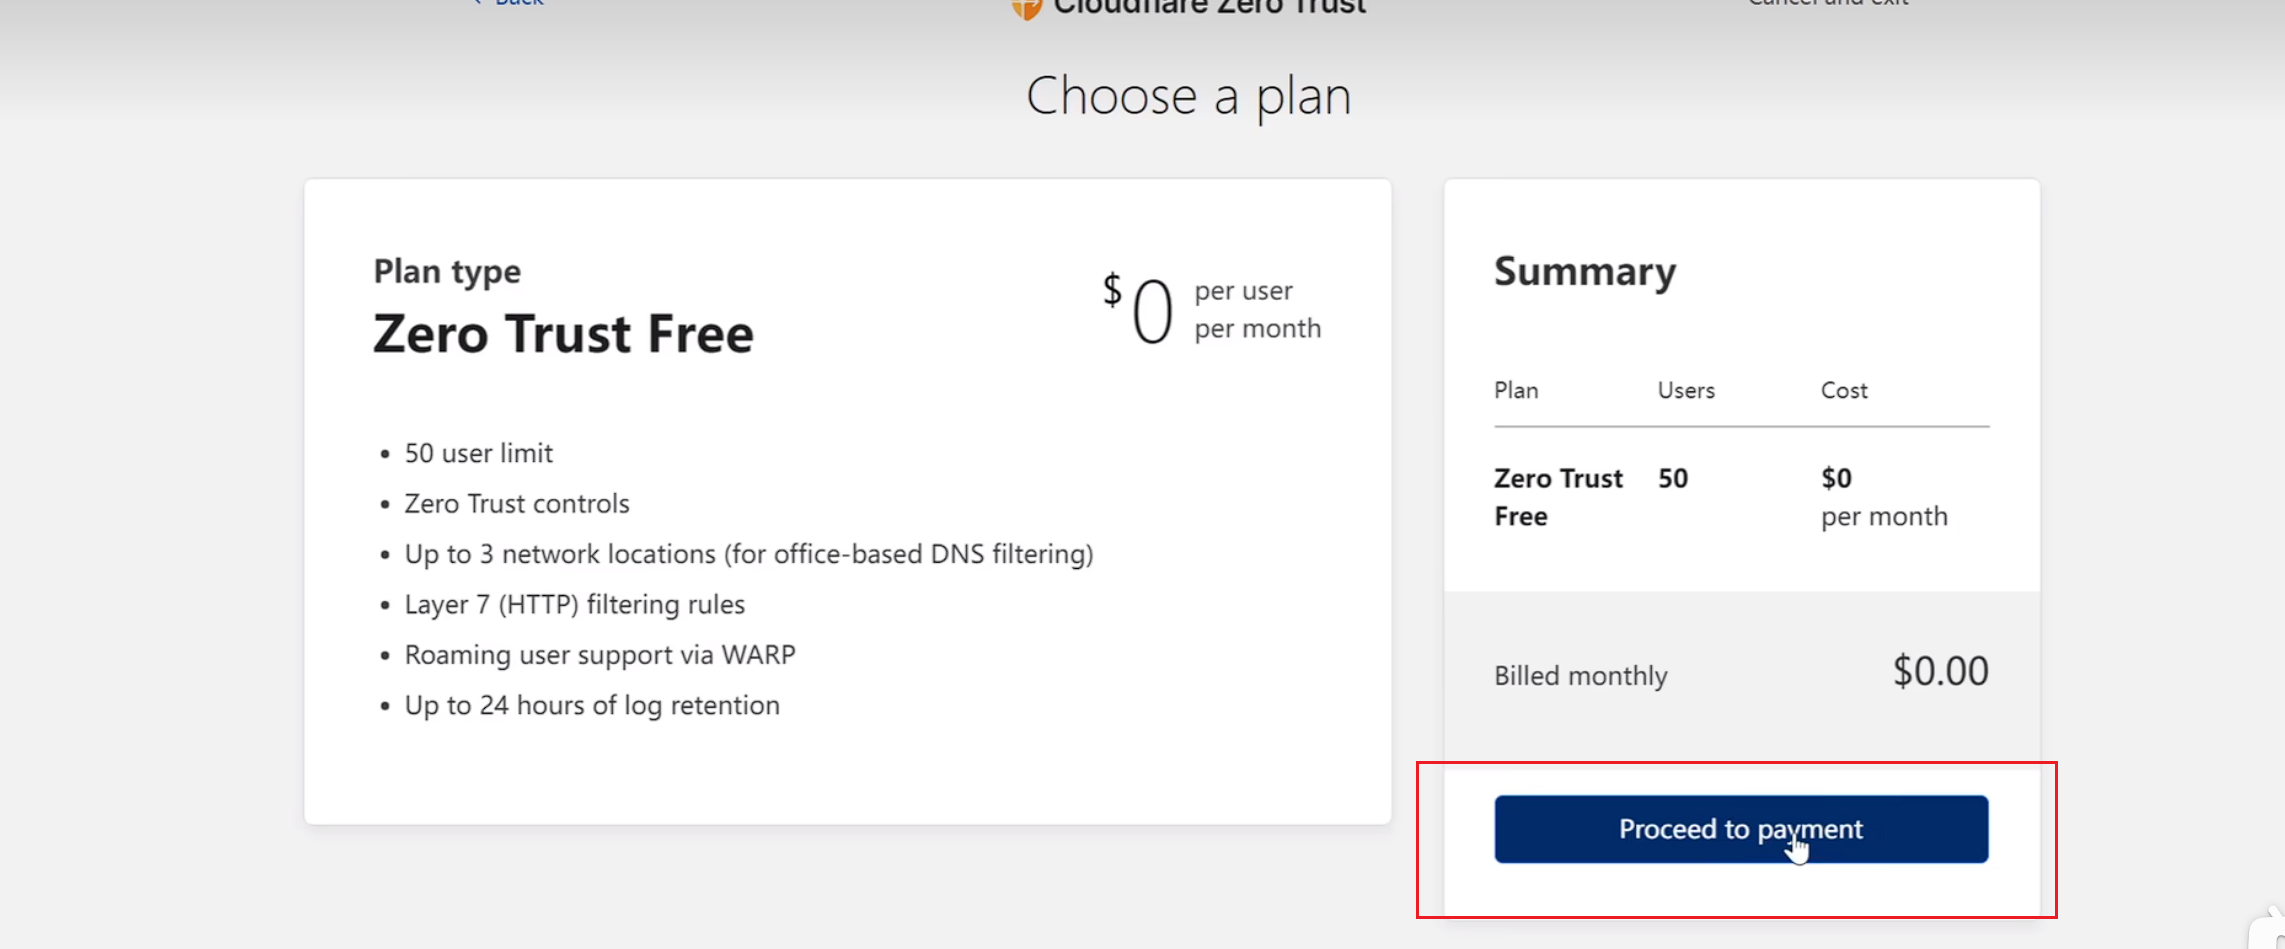 Back
Cloudflare Zero Trust
Cancel and exit
Choose a plan
Plan type
Zero Trust Free
$0 per user
per month
• 50 user limit
• Zero Trust controls
• Up to 3 network locations (for office-based DNS filtering)
• Layer 7 (HTTP) filtering rules
• Roaming user support via WARP
• Up to 24 hours of log retention
Summary
Plan Users Cost
Zero Trust 50 $0
Free per month
Billed monthly $0.00
Proceed to payment